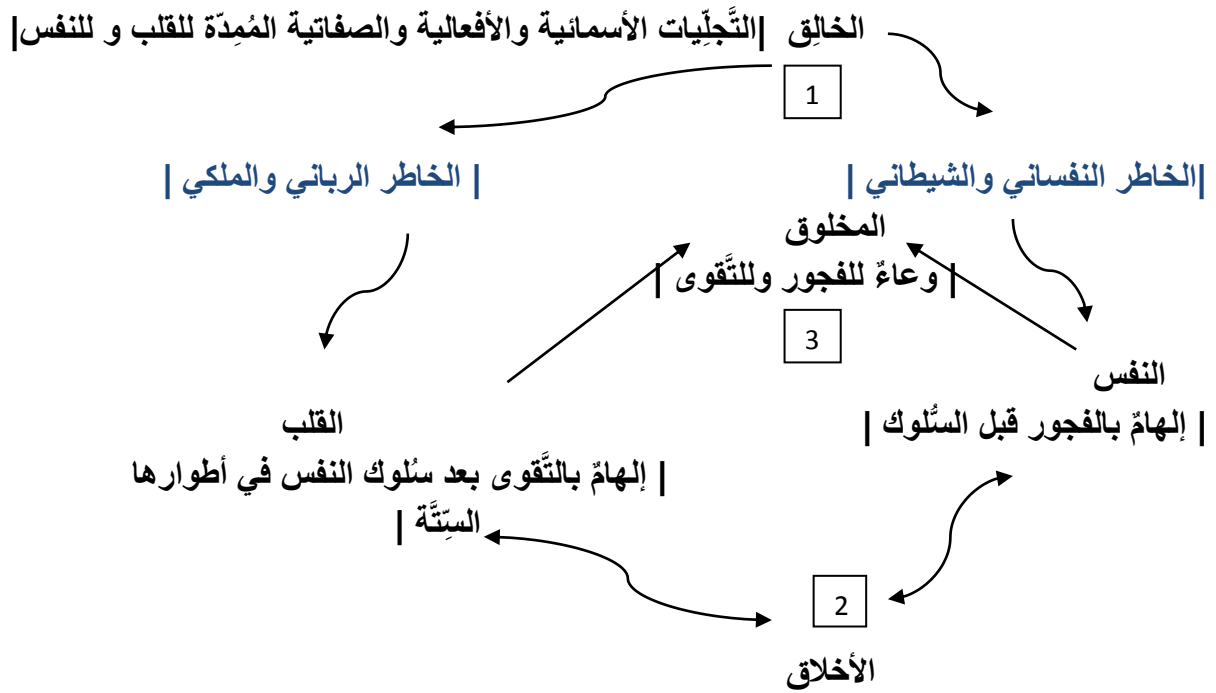 الخالِق |التَّجلِّيات الأسمائية والأفعالية والصفاتية المُمِدّة للقلب و للنفس|
1
|الخاطر النفساني والشيطاني |
| الخاطر الرباني والملكي |
المخلوق
| وعاءٌ للفجور وللتَّقوى |
3
النفس
| إلهامٌ بالفجور قبل السُّلوك |
القلب
| إلهامٌ بالتَّقوى بعد سُلوك النفس في أطوارها
السِّتَّة |
2
الأخلاق